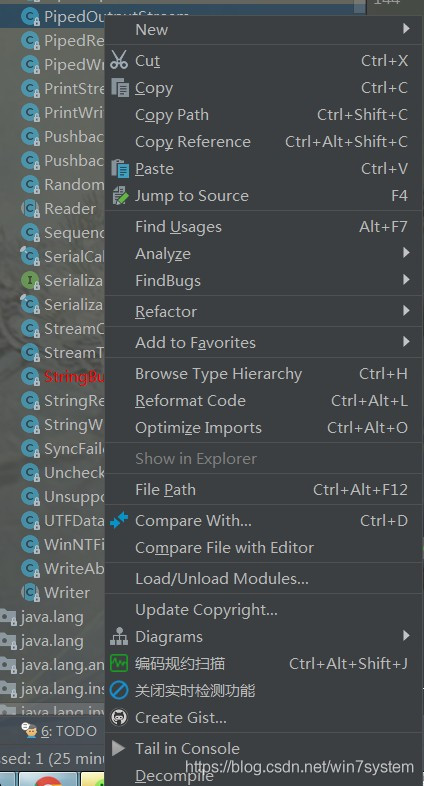 144
PipedOutputStream
New
PipedRe
Cut Ctrl+X
PipedWr
Copy Ctrl+C
PrintStre
Copy Path Ctrl+Shift+C
PrintWrit
Copy Reference Ctrl+Alt+Shift+C
Pushback
Paste Ctrl+V
Pushback
Jump to Source F4
Random
Reader
Find Usages Alt+F7
Sequenc
Analyze
SerialCal
FindBugs
Serializa
Refactor
Serializa
StreamC
Add to Favorites
StreamT
Browse Type Hierarchy Ctrl+H
StringBu
Reformat Code Ctrl+Alt+L
StringRe
Optimize Imports Ctrl+Alt+O
StringW
SyncFaile
Show in Explorer
Uncheck
File Path Ctrl+Alt+F12
Unsuppo
Compare With... Ctrl+D
UTFData
Compare File with Editor
WinNTFi
Load/Unload Modules...
WriteAb
Writer
Update Copyright...
java.lang
Diagrams
java.lang
编码规约扫描 Ctrl+Alt+Shift+J
java.lang.an
关闭实时检测功能
java.lang.ins
Create Gist...
java.lang.inv
6: TODO
Tail in Console
ssed: 1 (25 minu
https://blog.csdn.net/win7system
Decompile